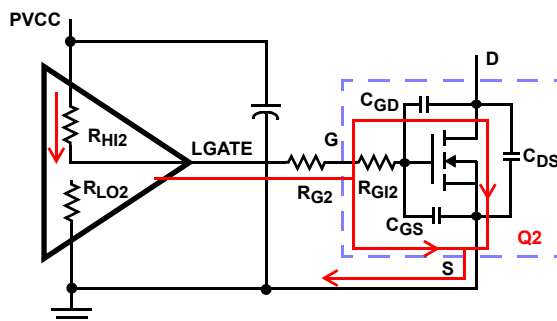 PVCC
D
CGD
RHI2
LGATE
G
CDS
RLO2
RG2
RGI2
CGS
Q2
S